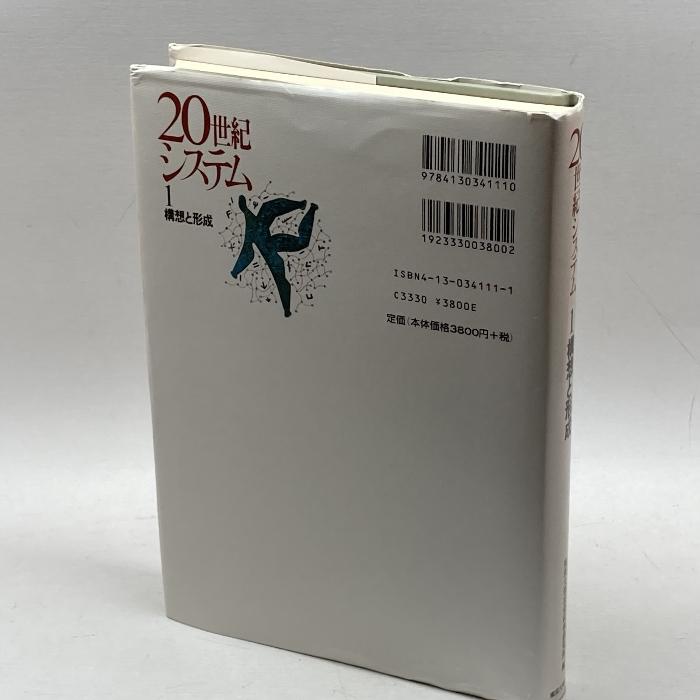 20世紀
システム
1
構想と形成
9784130341110
1923330038002
ISBN4-13-034111-1
C3330 ¥3800E
定価(本体価格3800円+税)
20世紀システム 1 構想と形成